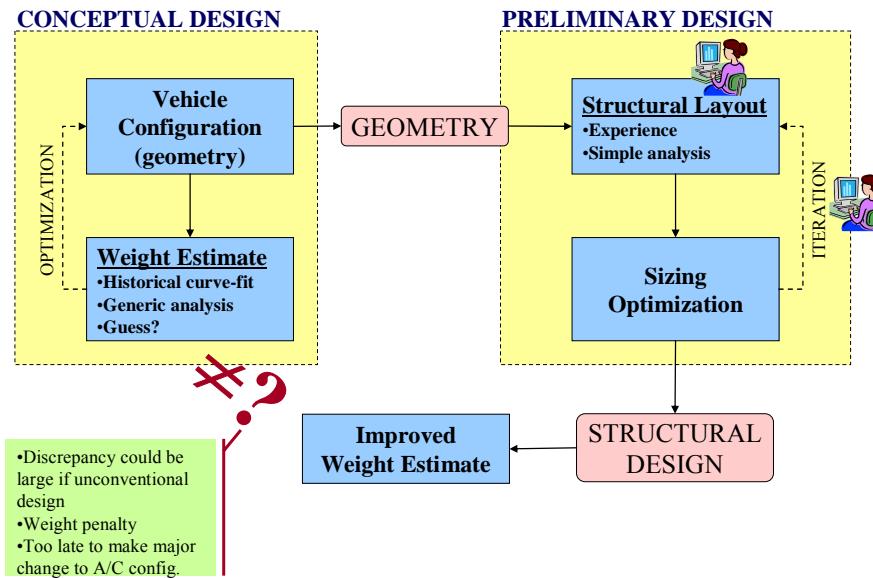 CONCEPTUAL DESIGN
Vehicle
Configuration
(geometry)
OPTIMIZATION
Weight Estimate
•Historical curve-fit
•Generic analysis
•Guess?
GEOMETRY
PRELIMINARY DESIGN
Structural Layout
•Experience
•Simple analysis
ITERATION
Sizing
Optimization
≠?
STRUCTURAL
DESIGN
Improved
Weight Estimate
•Discrepancy could be
large if unconventional
design
•Weight penalty
•Too late to make major
change to A/C config.